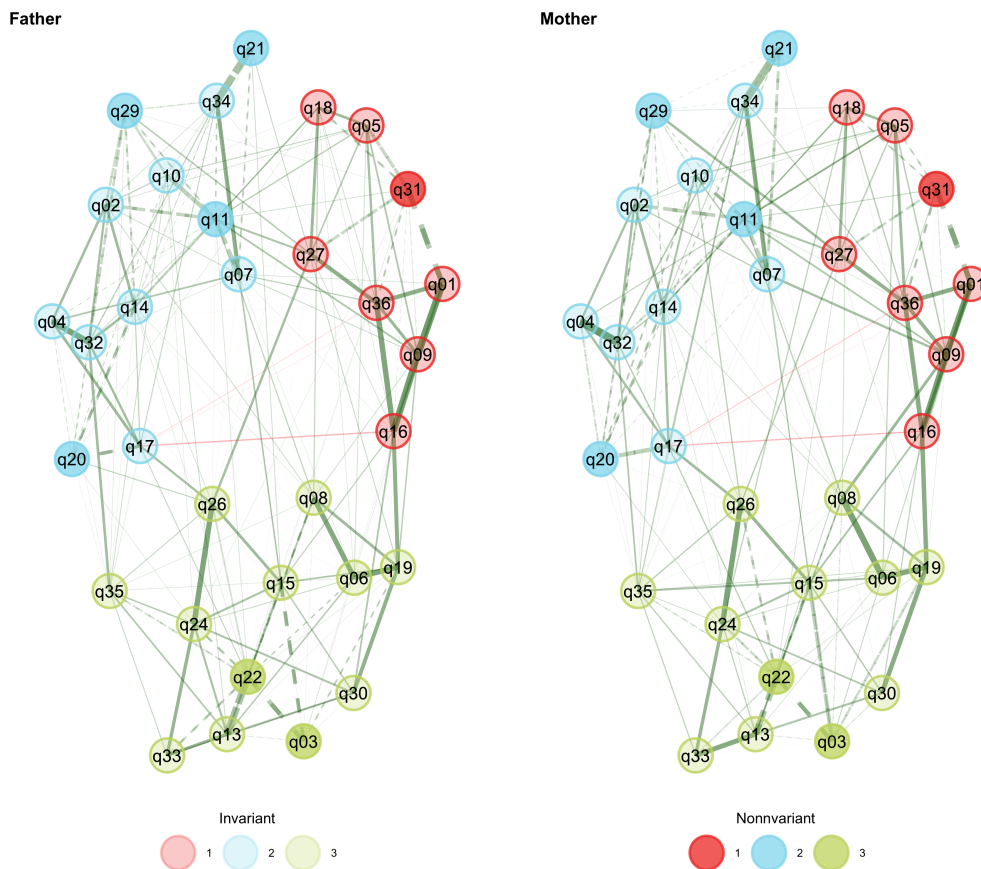 Father
Mother
q21
q34
q29
q18
q05
q10
q31
q02
q11
q27
q07
q01
q36
q14
q04
q32
q09
q16
q17
q20
q08
q26
q19
q06
q15
q35
q24
q22
q30
q13
q03
q33
q21
q34
q29
q18
q05
q10
q31
q02
q11
q27
q07
q01
q36
q14
q04
q32
q09
q16
q17
q20
q08
q26
q19
q06
q15
q35
q24
q22
q30
q13
q03
q33
Invariant
1 2 3
Nonnvariant
1 2 3